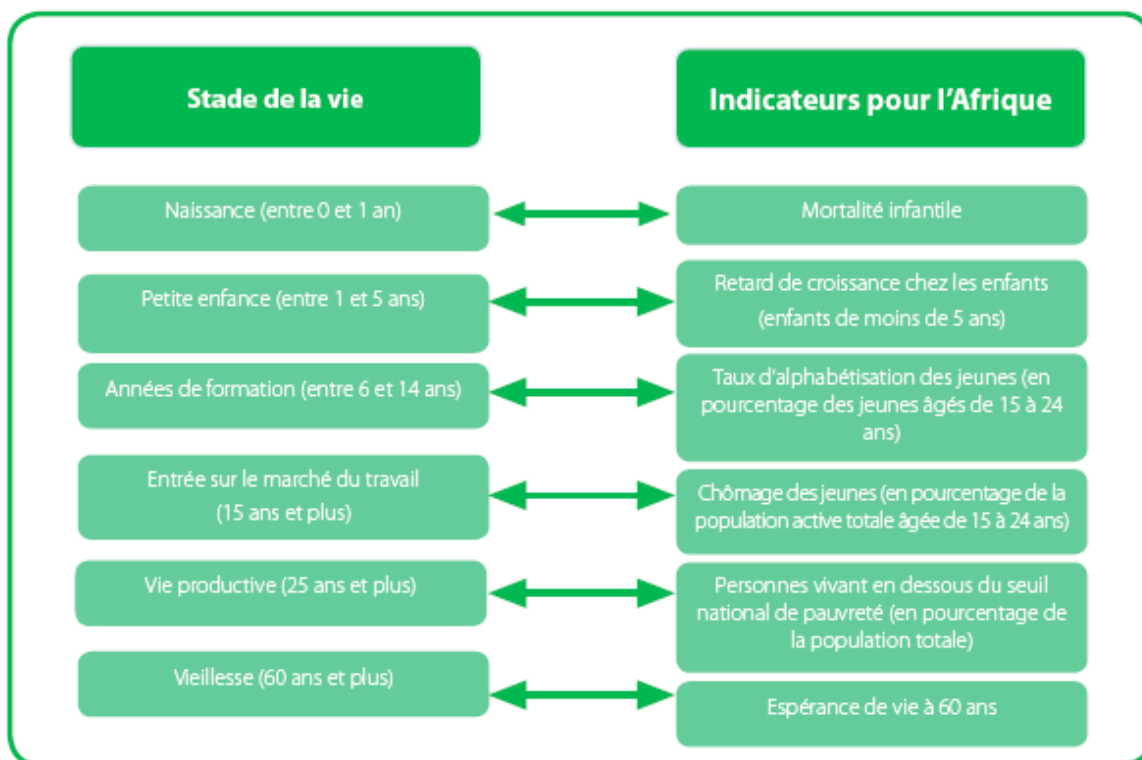 Stade de la vie
Indicateurs pour l'Afrique
Naissance (entre 0 et 1 an)
Mortalité infantile
Petite enfance (entre 1 et 5 ans)
Retard de croissance chez les enfants
(enfants de moins de 5 ans)
Années de formation (entre 6 et 14 ans)
Taux d'alphabétisation des jeunes (en
pourcentage des jeunes âgés de 15 à 24
ans)
Entrée sur le marché du travail
(15 ans et plus)
Chômage des jeunes (en pourcentage de la
population active totale âgée de 15 à 24 ans)
Vie productive (25 ans et plus)
Personnes vivant en dessous du seuil
national de pauvreté (en pourcentage de
la population totale)
Vieillesse (60 ans et plus)
Espérance de vie à 60 ans